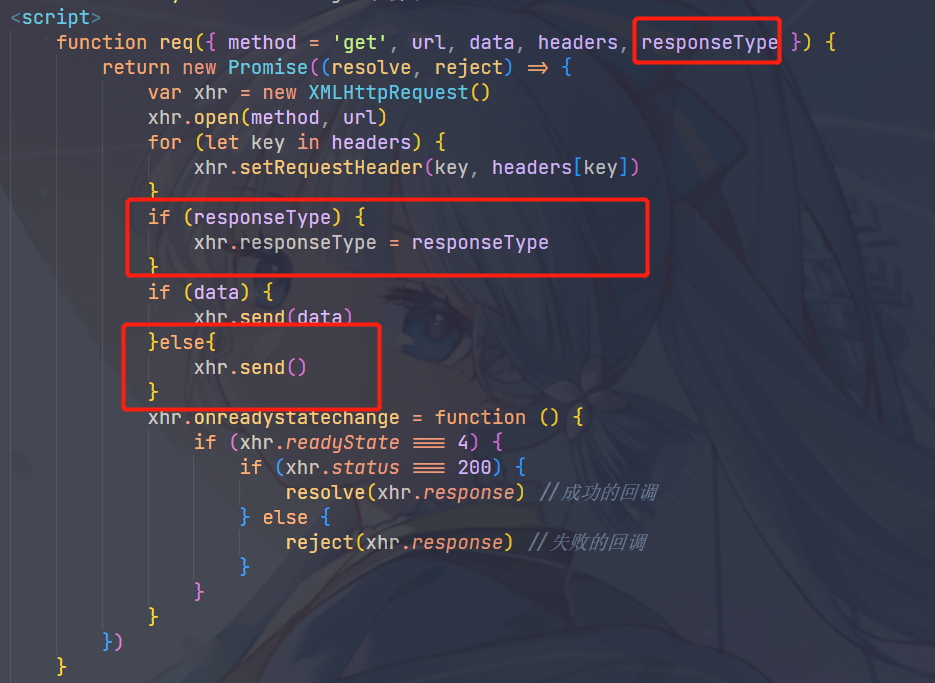 <script>
function req({ method = 'get', url, data, headers, responseType }) {
return new Promise((resolve, reject) => {
var xhr = new XMLHttpRequest()
xhr.open(method, url)
for (let key in headers) {
xhr.setRequestHeader(key, headers[key])
}
if (responseType) {
xhr.responseType = responseType
}
if (data) {
xhr.send(data)
}else{
xhr.send()
}
xhr.onreadystatechange = function () {
if (xhr.readyState === 4) {
if (xhr.status === 200) {
resolve(xhr.response) //成功的回调
} else {
reject(xhr.response) //失败的回调
}
}
}
})
}